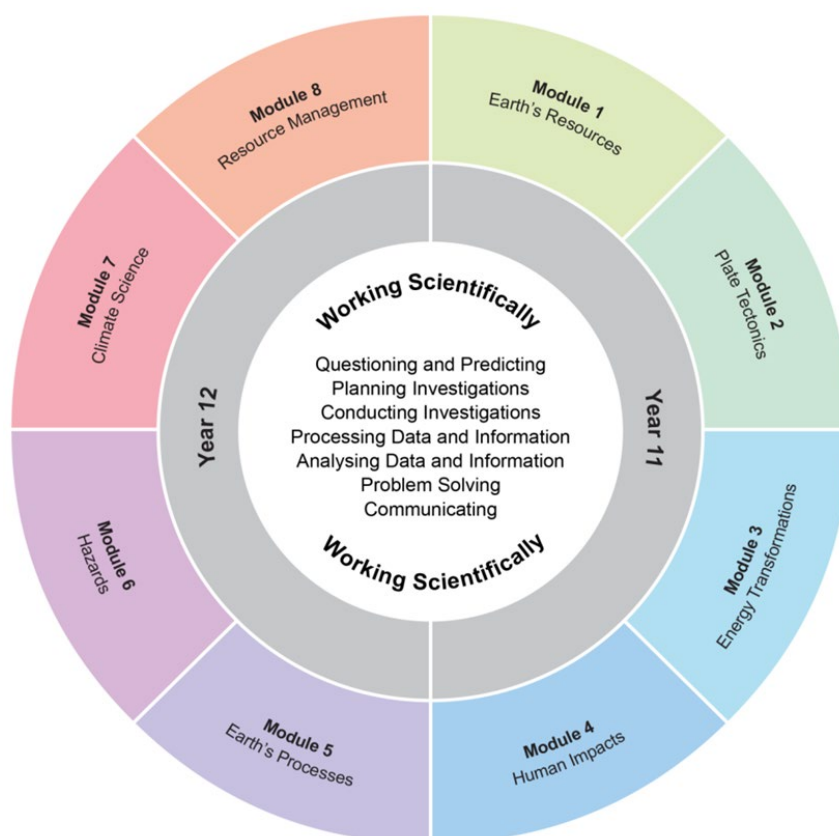 Module 1
Earth's Resources
Module 2
Plate Tectonics
Module 3
Energy Transformations
Module 4
Human Impacts
Module 5
Earth's Processes
Module 6
Hazards
Module 7
Climate Science
Module 8
Resource Management
Year 11
Year 12
Working Scientifically
Questioning and Predicting
Planning Investigations
Conducting Investigations
Processing Data and Information
Analysing Data and Information
Problem Solving
Communicating
Working Scientifically